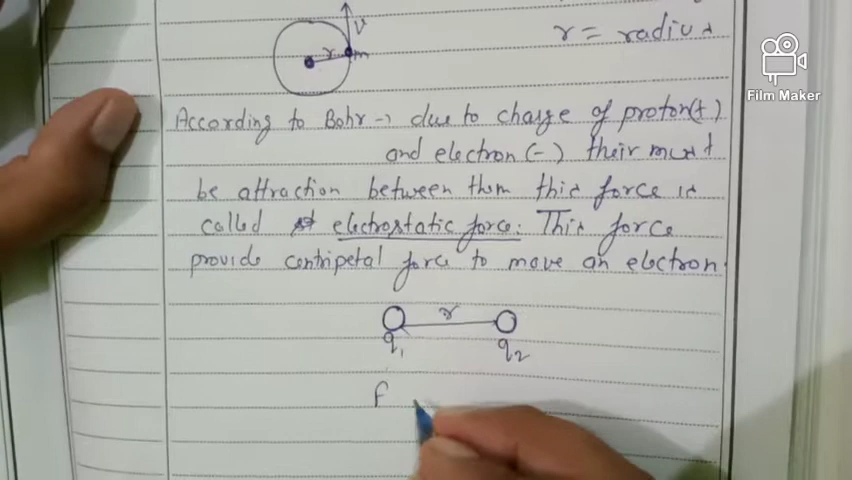 V
r = radius
r m
Film Maker
According to Bohr → due to charge of proton(+)
and electron (-) their must
be attraction between them this force is
called electrostatic force: This force
provide centripetal force to move an electron.
r
q1 q2
F